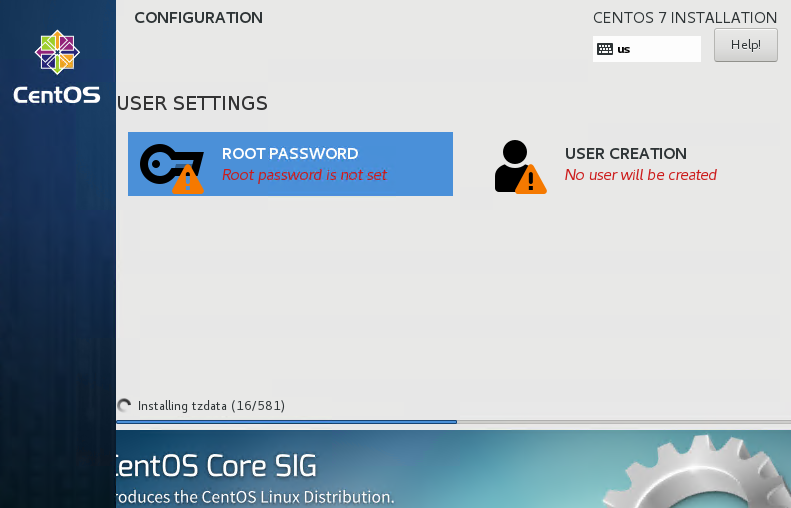 CentOS
CONFIGURATION
CENTOS 7 INSTALLATION
us
Help!
USER SETTINGS
ROOT PASSWORD
Root password is not set
USER CREATION
No user will be created
Installing tzdata (16/581)
CentOS Core SIG
roduces the CentOS Linux Distribution.